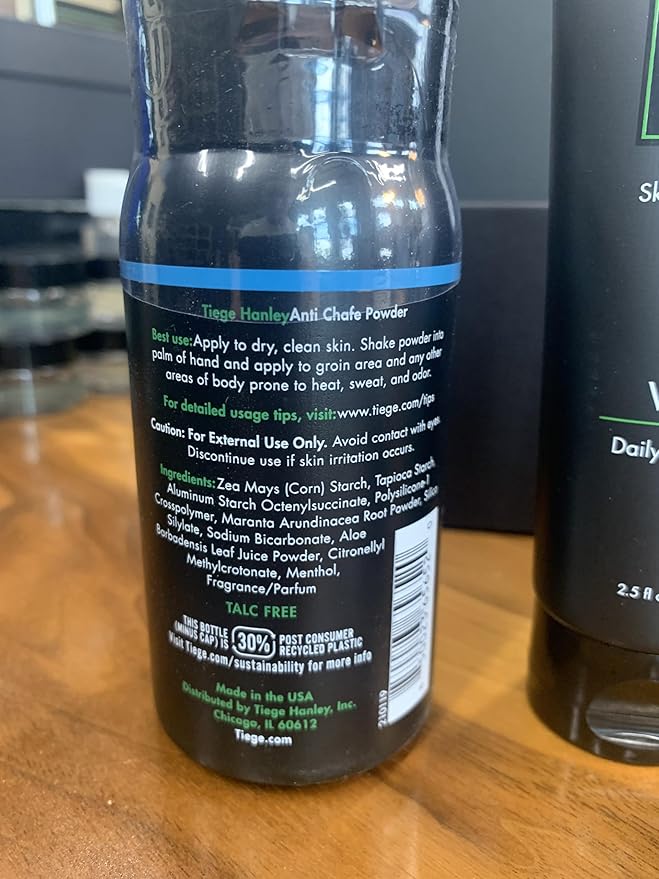 Tiege Hanley Anti Chafe Powder
Best use: Apply to dry, clean skin. Shake powder into
palm of hand and apply to groin area and any other
areas of body prone to heat, sweat, and odor.
For detailed usage tips, visit: www.tiege.com/tips
Caution: For External Use Only. Avoid contact with eyes.
Discontinue use if skin irritation occurs.
Ingredients: Zea Mays (Corn) Starch, Tapioca Starch,
Aluminum Starch Octenylsuccinate, Polysilicone-1
Crosspolymer, Maranta Arundinacea Root Powder, Silica
Silylate, Sodium Bicarbonate, Aloe
Barbadensis Leaf Juice Powder, Citronellyl
Methylcrotonate, Menthol,
Fragrance/Parfum
TALC FREE
THIS BOTTLE
(MINUS CAP) IS 30% POST CONSUMER
RECYCLED PLASTIC
Visit Tiege.com/sustainability for more info
Made in the USA
Distributed by Tiege Hanley, Inc.
Chicago, IL 60612
Tiege.com
210119
Sk
Daily
2.5 fl